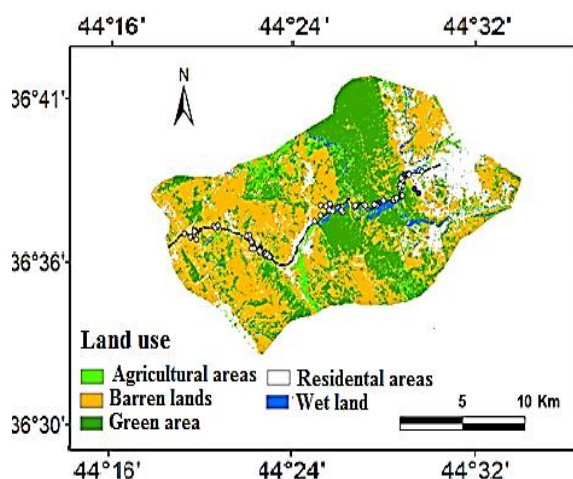 44°16' 44°24' 44°32'
36°41'
N
36°36'
Land use
Agricultural areas Residental areas
Barren lands Wet land
Green area
5 10 Km
36°30'
44°16' 44°24' 44°32'